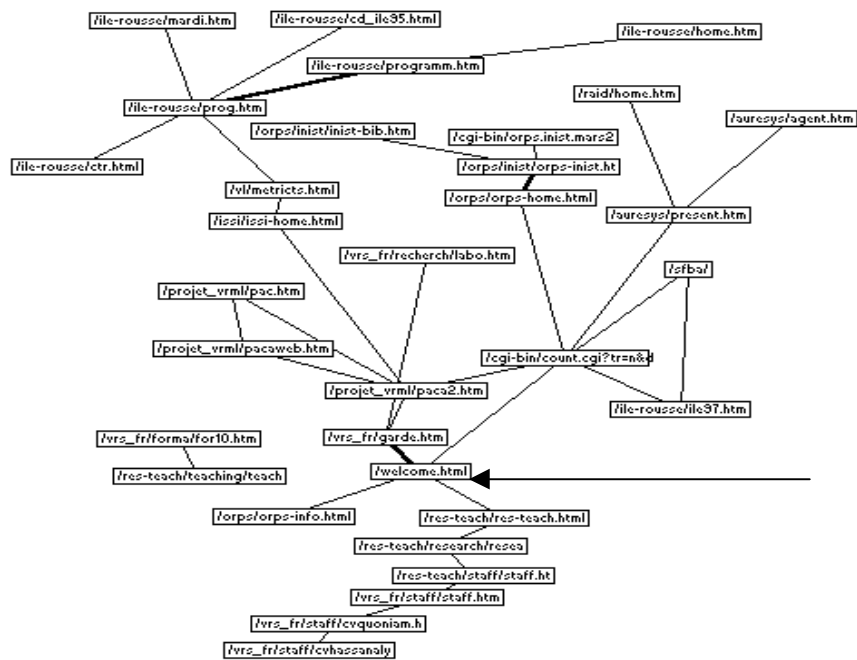 /ile-rousse/mardi.htm
/ile-rousse/cd_ile95.html
/ile-rousse/home.htm
/ile-rousse/programm.htm
/ile-rousse/prog.htm
/raid/home.htm
/auresys/agent.htm
/orps/inist/inist-bib.htm
/cgi-bin/orps.inist.mars2
/ile-rousse/ctr.html
/orps/inist/orps-inist.ht
/vl/metricts.html
/orps/orps-home.html
/issi/issi-home.html
/auresys/present.htm
/vrs_fr/recherch/labo.htm
/sfba/
/projet_vrml/pac.htm
/projet_vrml/pacaweb.htm
/cgi-bin/count.cgi?tr=n&d
/projet_vrml/paca2.htm
/ile-rousse/ile97.htm
/vrs_fr/forma/for10.htm
/vrs_fr/garde.htm
/res-teach/teaching/teach
/welcome.html
/orps/orps-info.html
/res-teach/res-teach.html
/res-teach/research/resea
/res-teach/staff/staff.ht
/vrs_fr/staff/staff.htm
/vrs_fr/staff/cvquoniam.h
/vrs_fr/staff/cvhassanaly